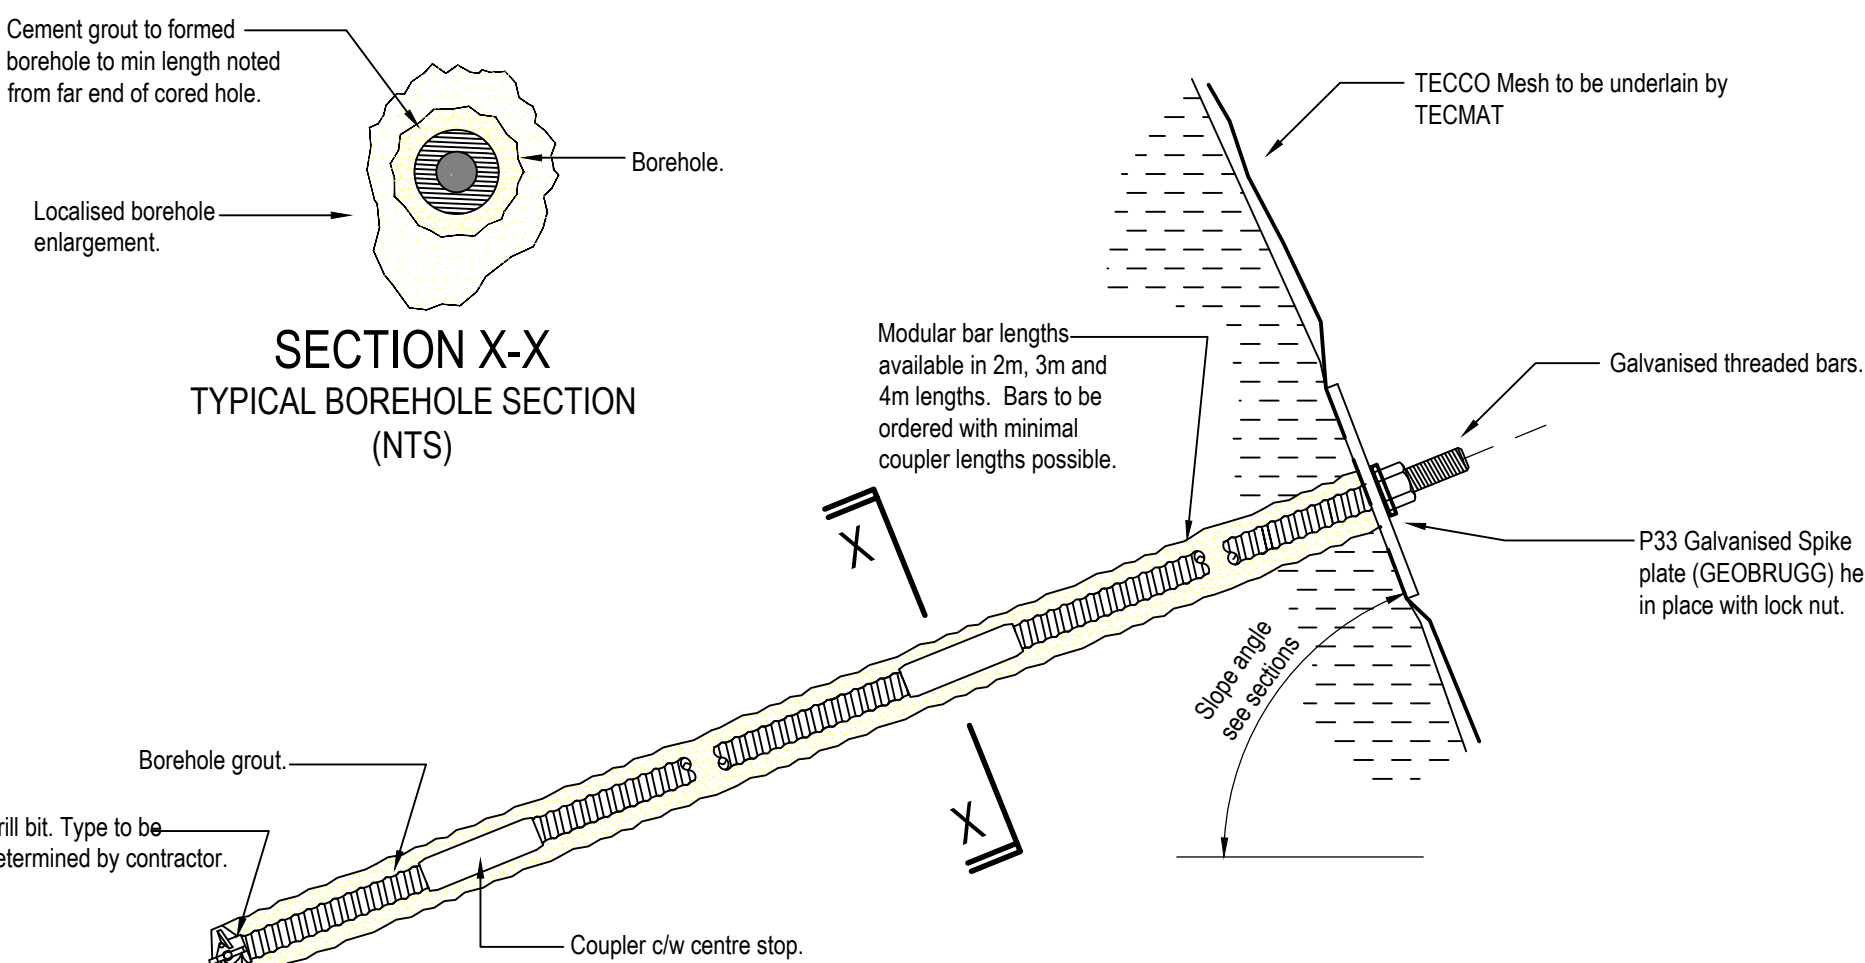 Cement grout to formed
borehole to min length noted
from far end of cored hole.
Borehole.
Localised borehole
enlargement.
SECTION X-X
TYPICAL BOREHOLE SECTION
(NTS)
TECCO Mesh to be underlain by
TECMAT
Modular bar lengths
available in 2m, 3m and
4m lengths. Bars to be
ordered with minimal
coupler lengths possible.
Galvanised threaded bars.
P33 Galvanised Spike
plate (GEOBRUGG) he
in place with lock nut.
X
X
Slope angle
see sections
Borehole grout.
rill bit. Type to be
etermined by contractor.
Coupler c/w centre stop.